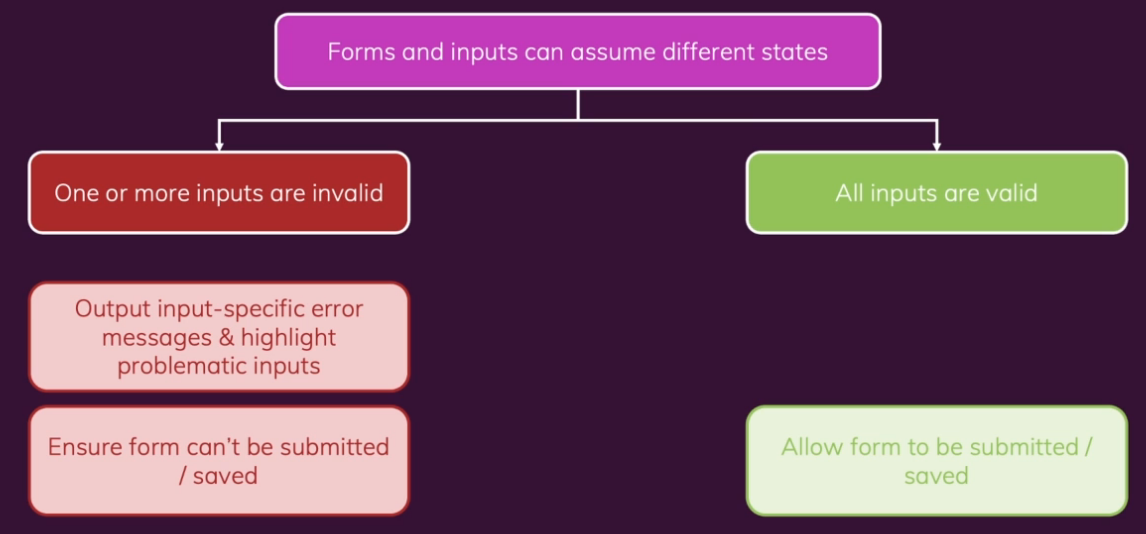 Forms and inputs can assume different states
One or more inputs are invalid
All inputs are valid
Output input-specific error
messages & highlight
problematic inputs
Ensure form can't be submitted
/ saved
Allow form to be submitted /
saved